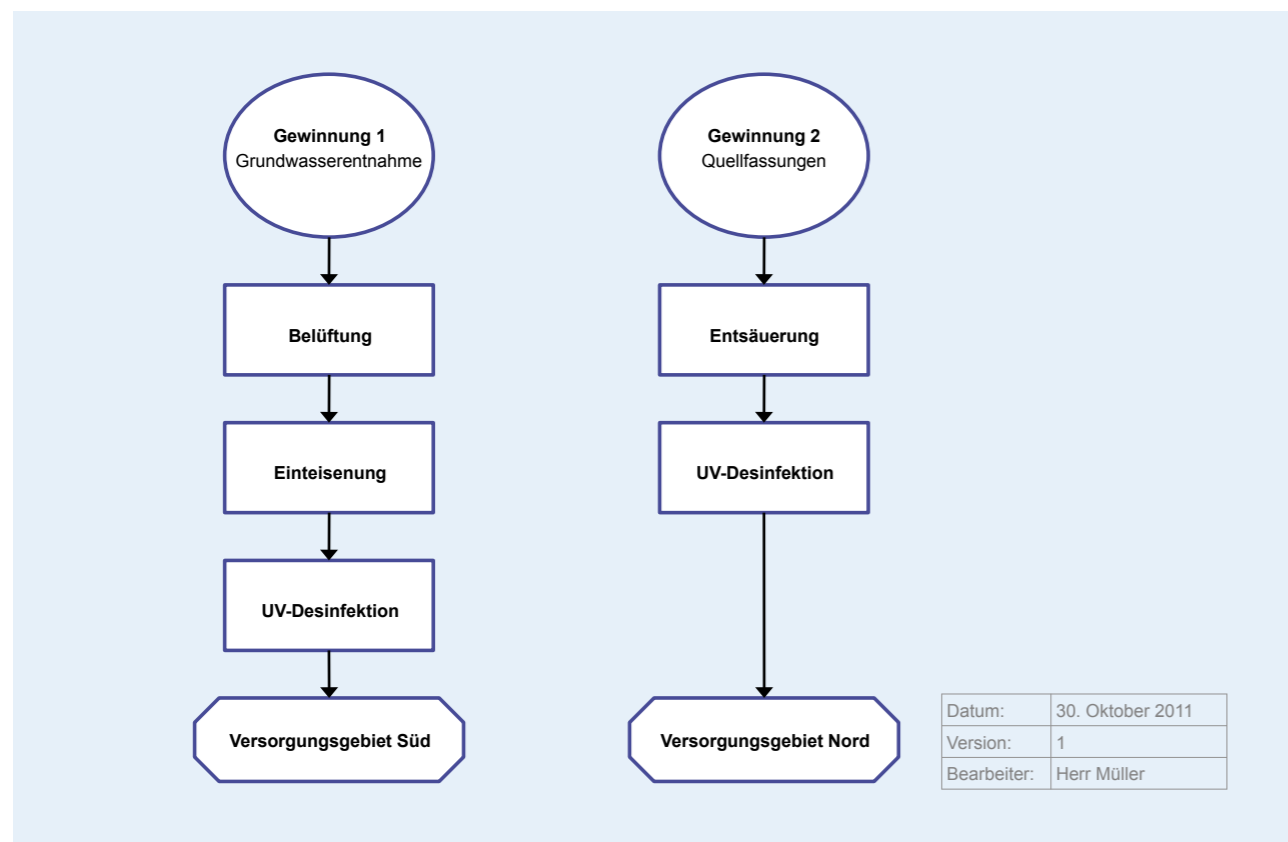 Gewinnung 1
Grundwasserentnahme
Belüftung
Einteisenung
UV-Desinfektion
Versorgungsgebiet Süd
Gewinnung 2
Quellfassungen
Entsäuerung
UV-Desinfektion
Versorgungsgebiet Nord
Datum: 30. Oktober 2011
Version: 1
Bearbeiter: Herr Müller